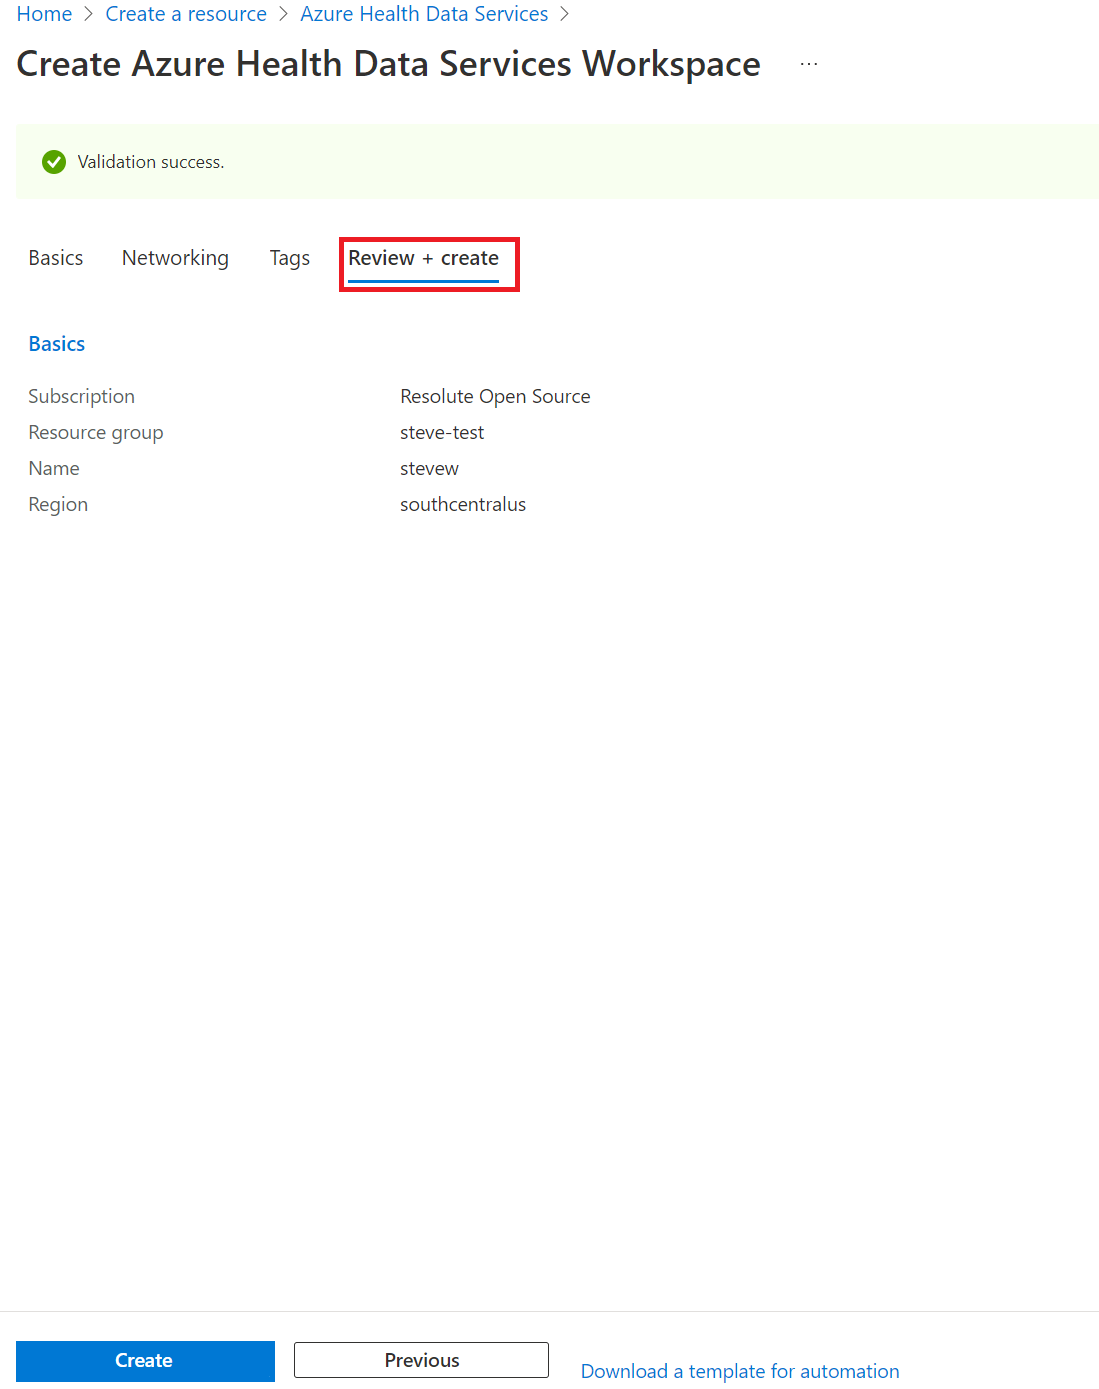 Home > Create a resource > Azure Health Data Services >
Create Azure Health Data Services Workspace ...
Validation success.
Basics Networking Tags Review + create
Basics
Subscription Resolute Open Source
Resource group steve-test
Name stevew
Region southcentralus
Create Previous Download a template for automation